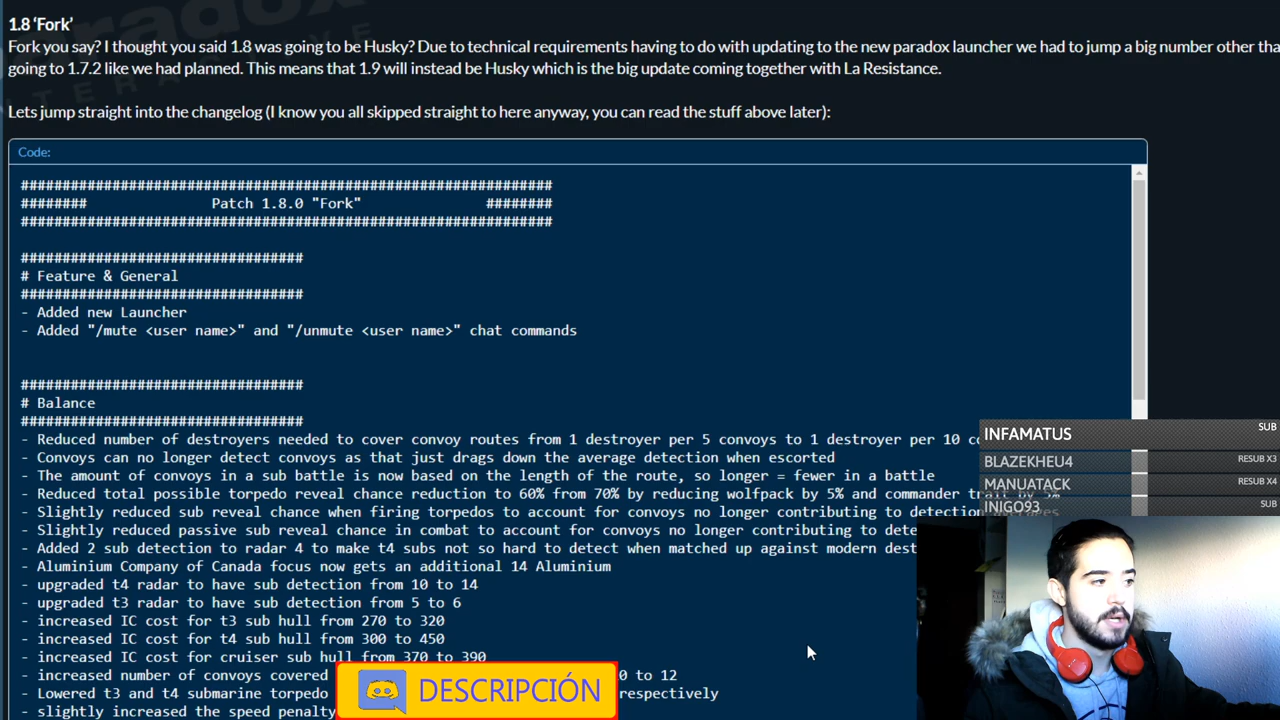 1.8 ‘Fork’
Fork you say? I thought you said 1.8 was going to be Husky? Due to technical requirements having to do with updating to the new paradox launcher we had to jump a big number other
going to 1.7.2 like we had planned. This means that 1.9 will instead be Husky which is the big update coming together with La Resistance.
Lets jump straight into the changelog (I know you all skipped straight to here anyway, you can read the stuff above later):
Code:
################################################################
######## Patch 1.8.0 "Fork" ########
################################################################
##################################
# Feature & General
##################################
- Added new Launcher
- Added "/mute <user name>" and "/unmute <user name>" chat commands
##################################
# Balance
##################################
- Reduced number of destroyers needed to cover convoy routes from 1 destroyer per 5 convoys to 1 destroyer per 10
- Convoys can no longer detect convoys as that just drags down the average detection when escorted
- The amount of convoys in a sub battle is now based on the length of the route, so longer = fewer in a battle
- Reduced total possible torpedo reveal chance reduction to 60% from 70% by reducing wolfpack by 5% and commander trait by 5%
- Slightly reduced sub reveal chance when firing torpedos to account for convoys no longer contributing to detection
- Slightly reduced passive sub reveal chance in combat to account for convoys no longer contributing to
- Added 2 sub detection to radar 4 to make t4 subs not so hard to detect when matched up against modern
- Aluminium Company of Canada focus now gets an additional 14 Aluminium
- upgraded t4 radar to have sub detection from 10 to 14
- upgraded t3 radar to have sub detection from 5 to 6
- increased IC cost for t3 sub hull from 270 to 320
- increased IC cost for t4 sub hull from 300 to 450
- increased IC cost for cruiser sub hull from 370 to 390
- increased number of convoys covered 0 to 12
- Lowered t3 and t4 submarine torpedo respectively
- slightly increased the speed penalty
INFAMATUS SUB
BLAZEKHEU4 RESUB X3
MANUATACK RESUB X4
INIGO93 SUB
DESCRIPCIÓN